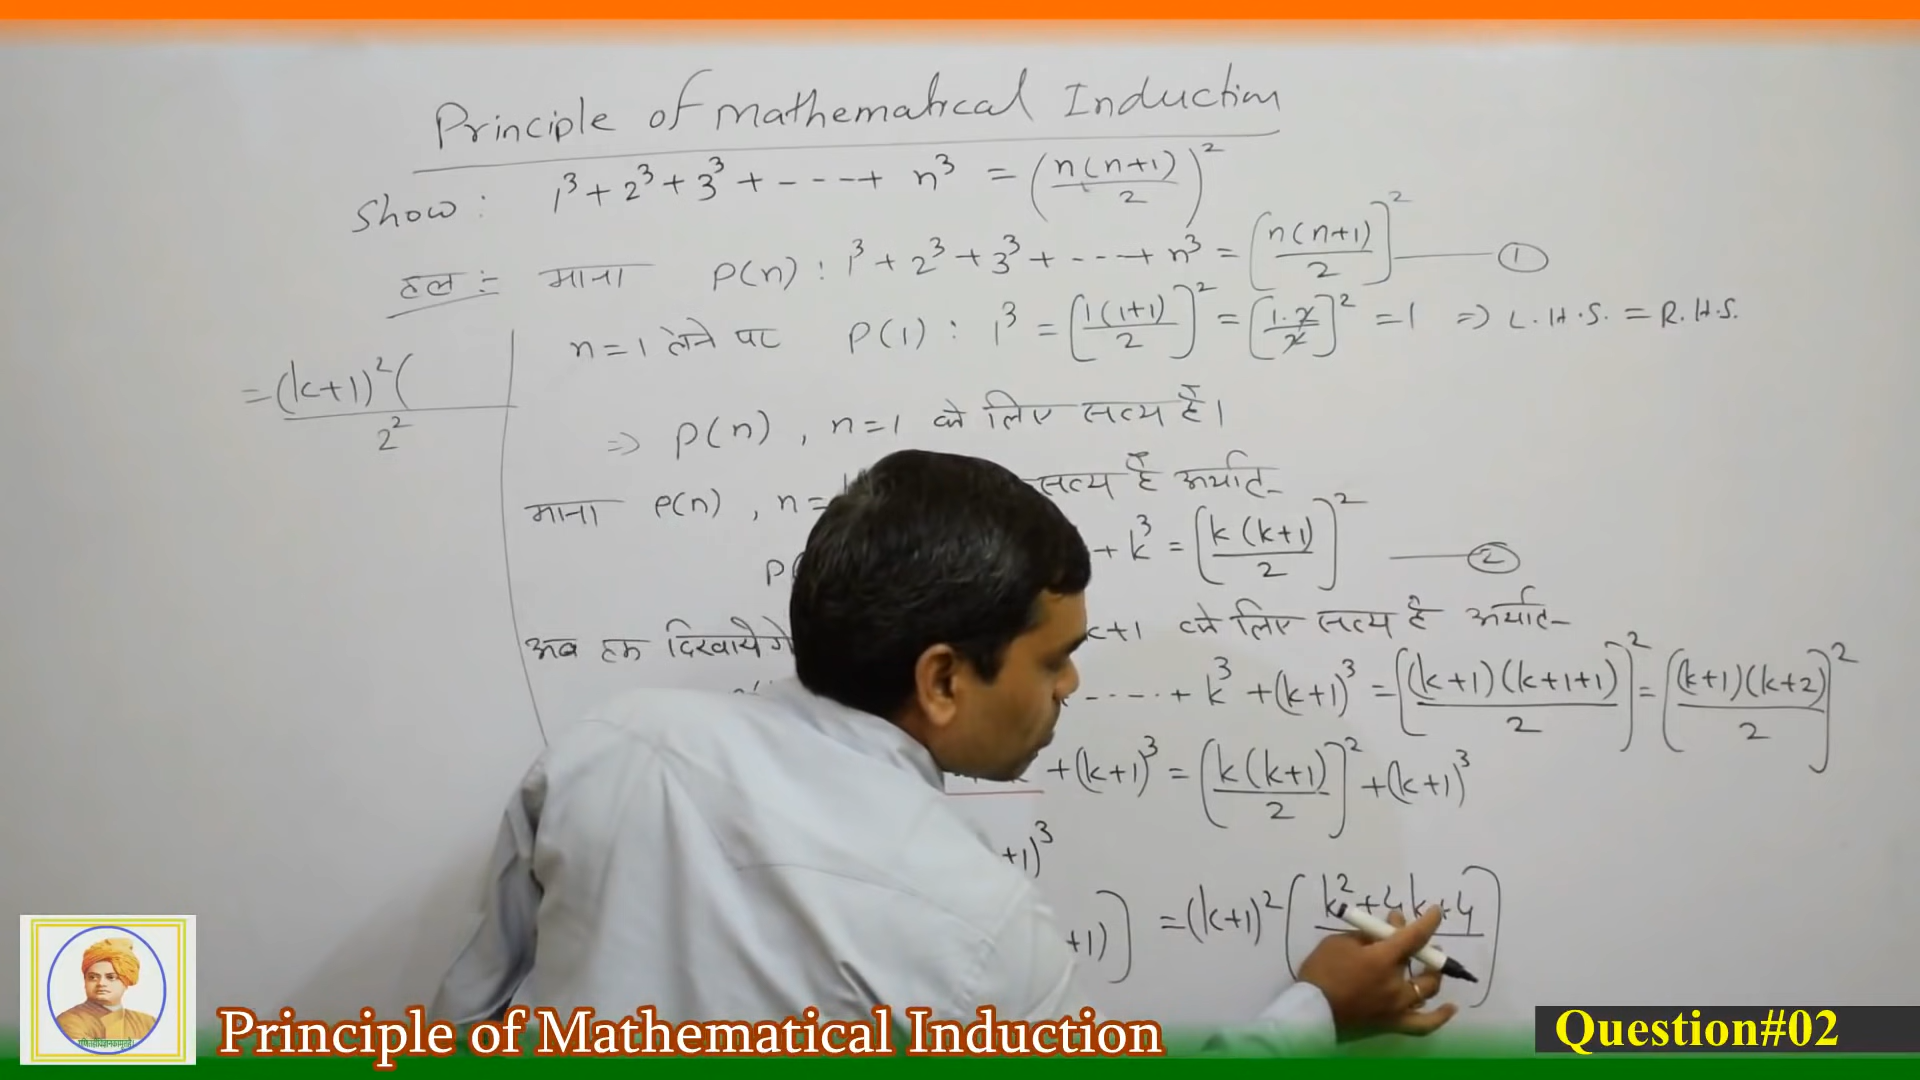 Principle of Mathematical Induction
Show : 1³ + 2³ + 3³ + - - - - + n³ = (n(n+1)/2)²
हल := माना P(n) : 1³ + 2³ + 3³ + - - - + n³ = [n(n+1)/2]² —— ①
n = 1 लेने पर P(1) : 1³ = [1(1+1)/2]² = [1.2/2]² = 1 ⇒ L.H.S. = R.H.S.
⇒ P(n) , n = 1 के लिए सत्य है।
माना P(n) , n = सत्य है अर्थात-
+ k³ = [k(k+1)/2]² —— ②
अब हम दिखायेगे +1 के लिए सत्य है अर्थात-
- - - - - + k³ + (k+1)³ = [(k+1)(k+1+1)/2]² = [(k+1)(k+2)/2]²
+ (k+1)³ = [k(k+1)/2]² + (k+1)³
+1)³
+1)] = (k+1)² [k²+4k+4
= (k+1)²( / 2²
Principle of Mathematical Induction
Question#02